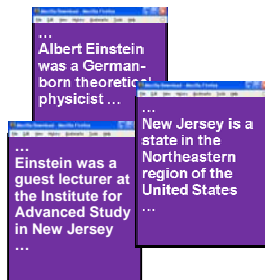 ...
Albert Einstein
was a German-
born theoretical
physicist ...
...
New Jersey is a
state in the
Northeastern
region of the
United States
...
...
Einstein was a
guest lecturer at
the Institute for
Advanced Study
in New Jersey
...